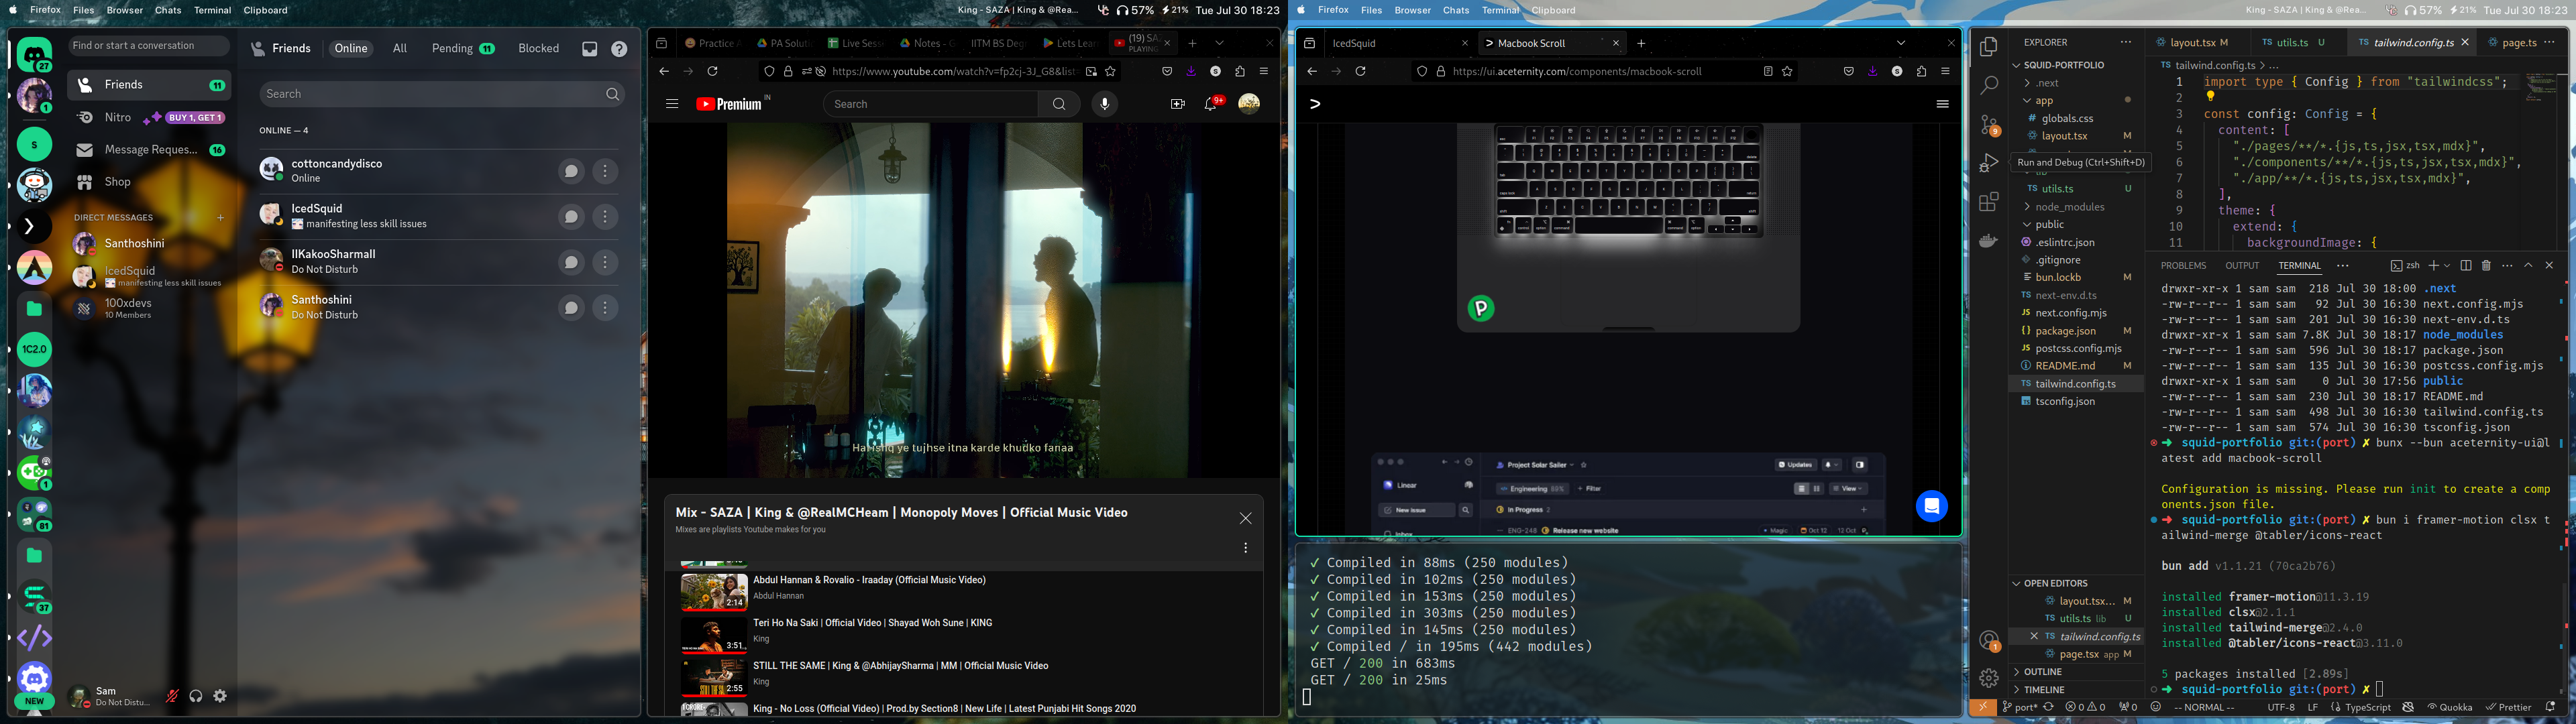 Firefox Files Browser Chats Terminal Clipboard
King - SAZA | King & @Rea... 57% 21% Tue Jul 30 18:23
27
1
S
1C2.0
1
81
37
NEW
Find or start a conversation
Friends 11
Nitro BUY 1, GET 1
Message Reques... 16
Shop
DIRECT MESSAGES +
Santhoshini
IcedSquid
manifesting less skill issues
100xdevs
10 Members
Sam
Do Not Distu...
Friends Online All Pending 11 Blocked
Search
ONLINE — 4
cottoncandydisco
Online
IcedSquid
manifesting less skill issues
IIKakooSharmaII
Do Not Disturb
Santhoshini
Do Not Disturb
Practice A PA Soluti Live Sess Notes - G IITM BS Deg Lets Lear (19) SA
PLAYING
https://www.youtube.com/watch?v=fp2cj-3J_G8&list
Premium IN
Search
9+
Hai ishq ye tujhse itna karde khudko fanaa
Mix - SAZA | King & @RealMCHeam | Monopoly Moves | Official Music Video
Mixes are playlists Youtube makes for you
Abdul Hannan & Rovalio - Iraaday (Official Music Video)
Abdul Hannan
2:14
Teri Ho Na Saki | Official Video | Shayad Woh Sune | KING
King
3:51
STILL THE SAME | King & @AbhijaySharma | MM | Official Music Video
King
2:55
King - No Loss (Official Video) | Prod.by Section8 | New Life | Latest Punjabi Hit Songs 2020
Firefox Files Browser Chats Terminal Clipboard
King - SAZA | King & @Rea... 57% 21% Tue Jul 30 18:23
IcedSquid Macbook Scroll
https://ui.aceternity.com/components/macbook-scroll
Project Solar Sailer Updates
Linear
Engineering 88% + Filter View
New Issue
In Progress 2
Inbox
ENG-248 Release new website Magic Oct 12 13 Oct
✓ Compiled in 88ms (250 modules)
✓ Compiled in 102ms (250 modules)
✓ Compiled in 153ms (250 modules)
✓ Compiled in 303ms (250 modules)
✓ Compiled in 145ms (250 modules)
✓ Compiled / in 195ms (442 modules)
GET / 200 in 683ms
GET / 200 in 25ms
9
1
EXPLORER ...
SQUID-PORTFOLIO
.next
app
globals.css
layout.tsx M
Run and Debug (Ctrl+Shift+D)
lib
utils.ts U
node_modules
public
.eslintrc.json
.gitignore
bun.lockb M
next-env.d.ts
next.config.mjs
package.json M
postcss.config.mjs
README.md M
tailwind.config.ts
tsconfig.json
OPEN EDITORS
layout.tsx... M
utils.ts lib U
tailwind.config.ts
page.tsx app M
OUTLINE
TIMELINE
layout.tsx M utils.ts U tailwind.config.ts page.ts ...
tailwind.config.ts > ...
1 import type { Config } from "tailwindcss";
2
3 const config: Config = {
4 content: [
5 "./pages/**/*.{js,ts,jsx,tsx,mdx}",
6 "./components/**/*.{js,ts,jsx,tsx,mdx}",
7 "./app/**/*.{js,ts,jsx,tsx,mdx}",
8 ],
9 theme: {
10 extend: {
11 backgroundImage: {
PROBLEMS OUTPUT TERMINAL ... zsh
drwxr-xr-x 1 sam sam 218 Jul 30 18:00 .next
-rw-r--r-- 1 sam sam 92 Jul 30 16:30 next.config.mjs
-rw-r--r-- 1 sam sam 201 Jul 30 16:30 next-env.d.ts
drwxr-xr-x 1 sam sam 7.8K Jul 30 18:17 node_modules
-rw-r--r-- 1 sam sam 596 Jul 30 18:17 package.json
-rw-r--r-- 1 sam sam 135 Jul 30 16:30 postcss.config.mjs
drwxr-xr-x 1 sam sam 0 Jul 30 17:56 public
-rw-r--r-- 1 sam sam 230 Jul 30 18:17 README.md
-rw-r--r-- 1 sam sam 498 Jul 30 16:30 tailwind.config.ts
-rw-r--r-- 1 sam sam 574 Jul 30 16:30 tsconfig.json
➜ squid-portfolio git:(port) ✗ bunx --bun aceternity-ui@l
atest add macbook-scroll
Configuration is missing. Please run init to create a comp
onents.json file.
➜ squid-portfolio git:(port) ✗ bun i framer-motion clsx t
ailwind-merge @tabler/icons-react
bun add v1.1.21 (70ca2b76)
installed framer-motion@11.3.19
installed clsx@2.1.1
installed tailwind-merge@2.4.0
installed @tabler/icons-react@3.11.0
5 packages installed [2.89s]
➜ squid-portfolio git:(port) ✗
port* 0 0 0 -- NORMAL -- UTF-8 LF TypeScript Quokka Prettier